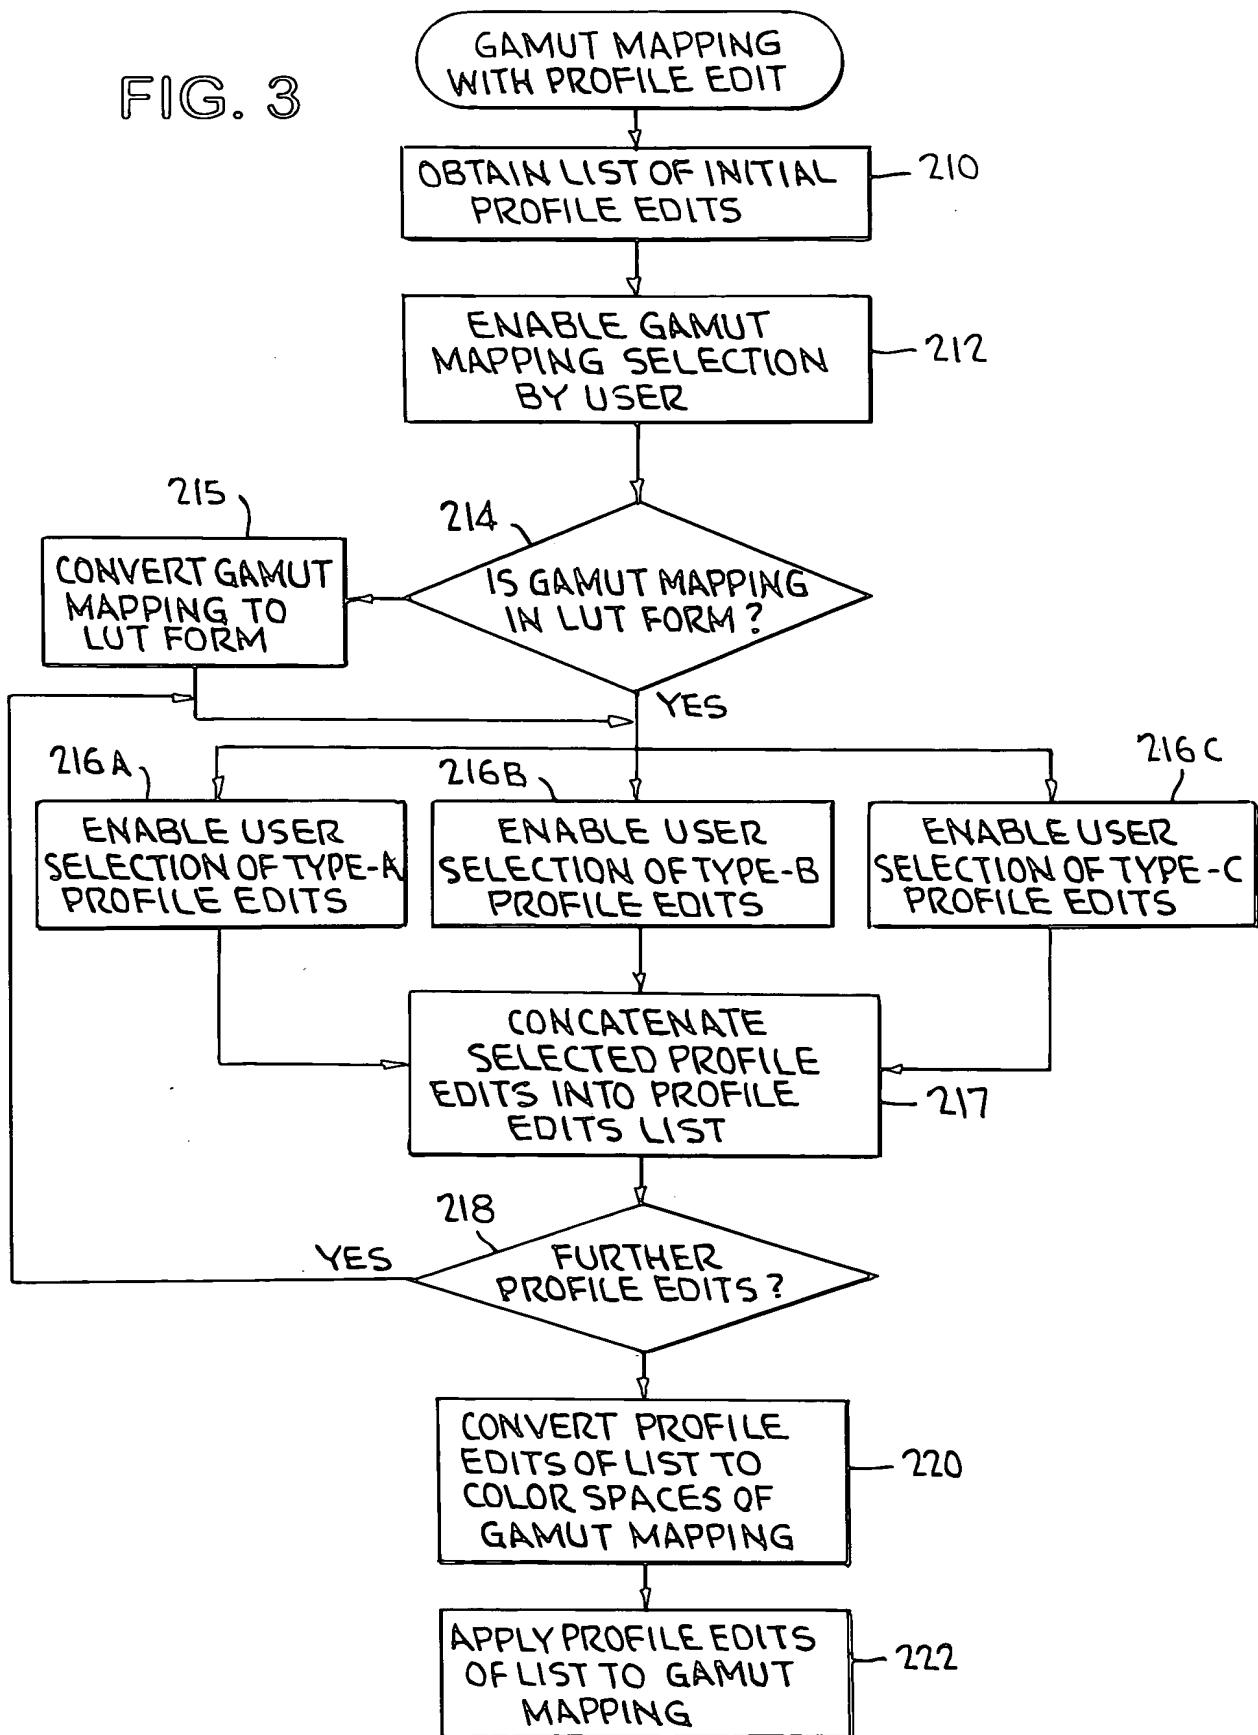 FIG. 3
GAMUT MAPPING
WITH PROFILE EDIT
OBTAIN LIST OF INITIAL
PROFILE EDITS
210
ENABLE GAMUT
MAPPING SELECTION
BY USER
212
215
CONVERT GAMUT
MAPPING TO
LUT FORM
214
IS GAMUT MAPPING
IN LUT FORM?
YES
216A
ENABLE USER
SELECTION OF TYPE-A
PROFILE EDITS
216B
ENABLE USER
SELECTION OF TYPE-B
PROFILE EDITS
216C
ENABLE USER
SELECTION OF TYPE-C
PROFILE EDITS
CONCATENATE
SELECTED PROFILE
EDITS INTO PROFILE
EDITS LIST
217
218
YES
FURTHER
PROFILE EDITS?
CONVERT PROFILE
EDITS OF LIST TO
COLOR SPACES OF
GAMUT MAPPING
220
APPLY PROFILE EDITS
OF LIST TO GAMUT
MAPPING
222